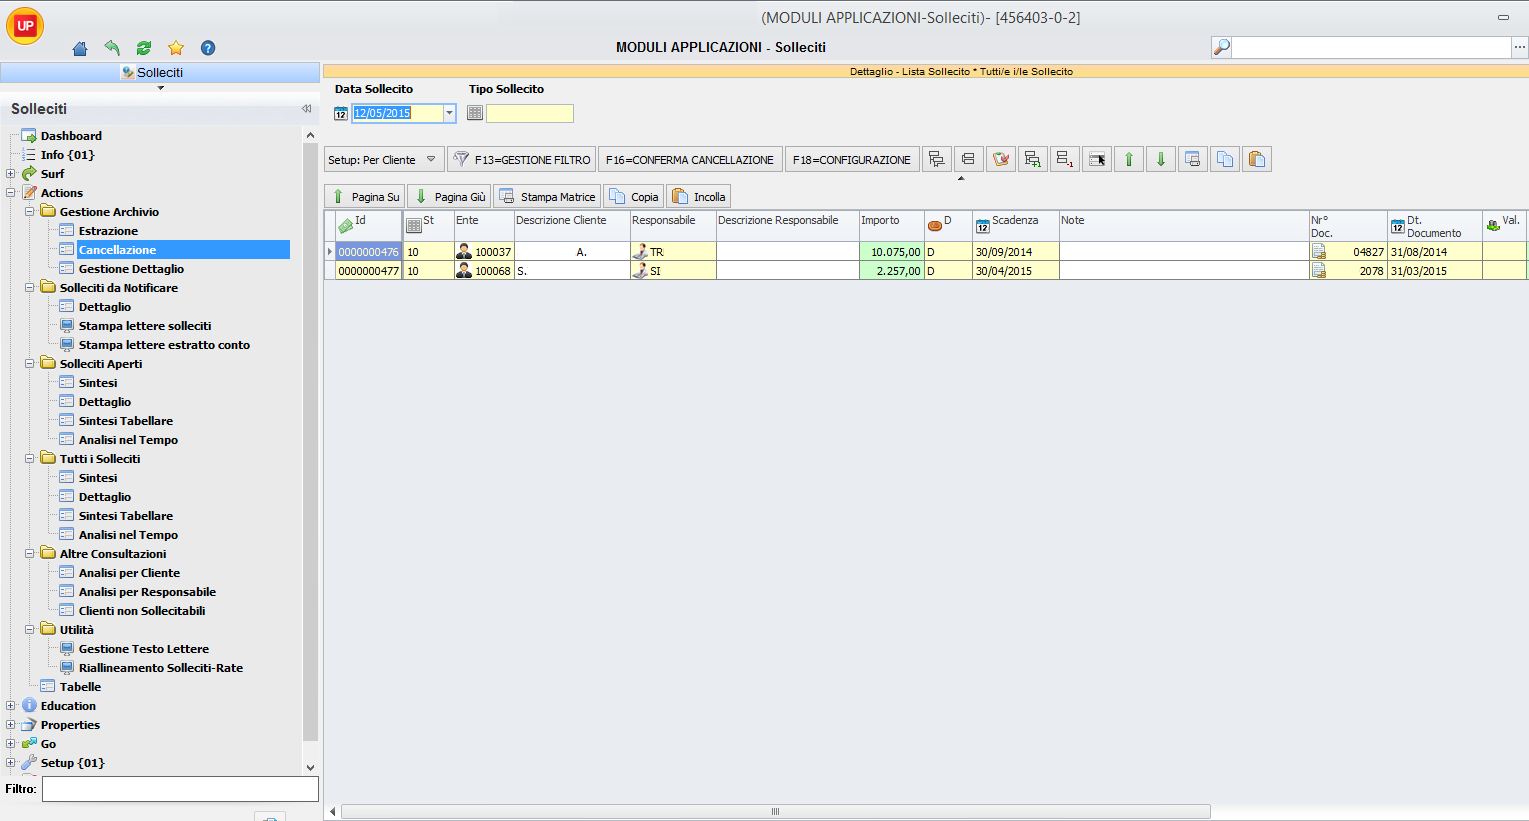 (MODULI APPLICAZIONI-Solleciti)- [456403-0-2]
UP
MODULI APPLICAZIONI - Solleciti
Solleciti
Dettaglio - Lista Sollecito * Tutti/e i/le Sollecito
Solleciti
Dashboard
Info {01}
Surf
Actions
Gestione Archivio
Estrazione
Cancellazione
Gestione Dettaglio
Solleciti da Notificare
Dettaglio
Stampa lettere solleciti
Stampa lettere estratto conto
Solleciti Aperti
Sintesi
Dettaglio
Sintesi Tabellare
Analisi nel Tempo
Tutti i Solleciti
Sintesi
Dettaglio
Sintesi Tabellare
Analisi nel Tempo
Altre Consultazioni
Analisi per Cliente
Analisi per Responsabile
Clienti non Sollecitabili
Utilità
Gestione Testo Lettere
Riallineamento Solleciti-Rate
Tabelle
Education
Properties
Go
Setup {01}
Filtro:
Data Sollecito Tipo Sollecito
12 12/05/2015
Setup: Per Cliente F13=GESTIONE FILTRO F16=CONFERMA CANCELLAZIONE F18=CONFIGURAZIONE
Pagina Su Pagina Giù Stampa Matrice Copia Incolla
Id St Ente Descrizione Cliente Responsabile Descrizione Responsabile Importo D Scadenza Note Nr° Doc. Dt. Documento Val.
0000000476 10 100037 A. TR 10.075,00 D 30/09/2014 04827 31/08/2014
0000000477 10 100068 S. SI 2.257,00 D 30/04/2015 2078 31/03/2015